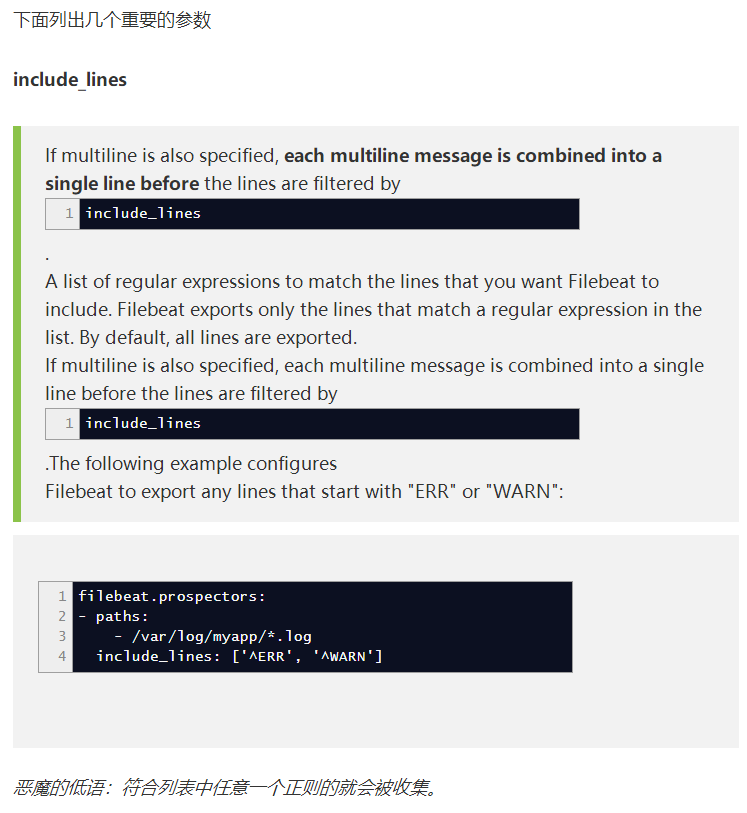 下面列出几个重要的参数
include_lines
If multiline is also specified, each multiline message is combined into a
single line before the lines are filtered by
1 include_lines
.
A list of regular expressions to match the lines that you want Filebeat to
include. Filebeat exports only the lines that match a regular expression in the
list. By default, all lines are exported.
If multiline is also specified, each multiline message is combined into a single
line before the lines are filtered by
1 include_lines
.The following example configures
Filebeat to export any lines that start with "ERR" or "WARN":
1 filebeat.prospectors:
2 - paths:
3     - /var/log/myapp/*.log
4   include_lines: ['^ERR', '^WARN']
恶魔的低语：符合列表中任意一个正则的就会被收集。